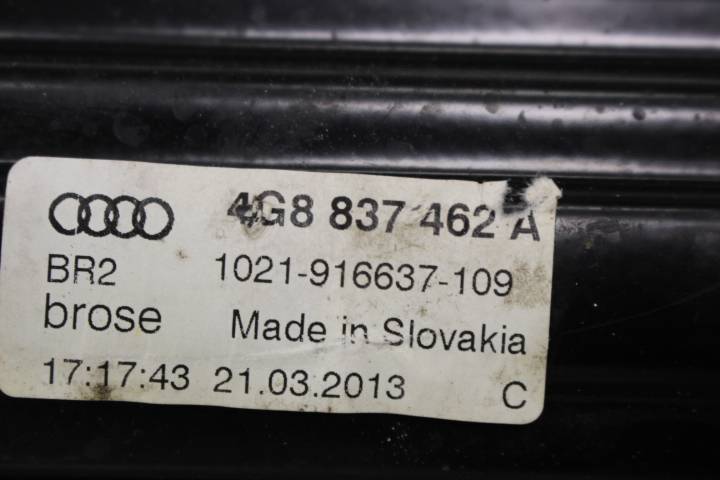 4G8 837 462 A
BR2 1021-916637-109
brose Made in Slovakia
17:17:43 21.03.2013 C